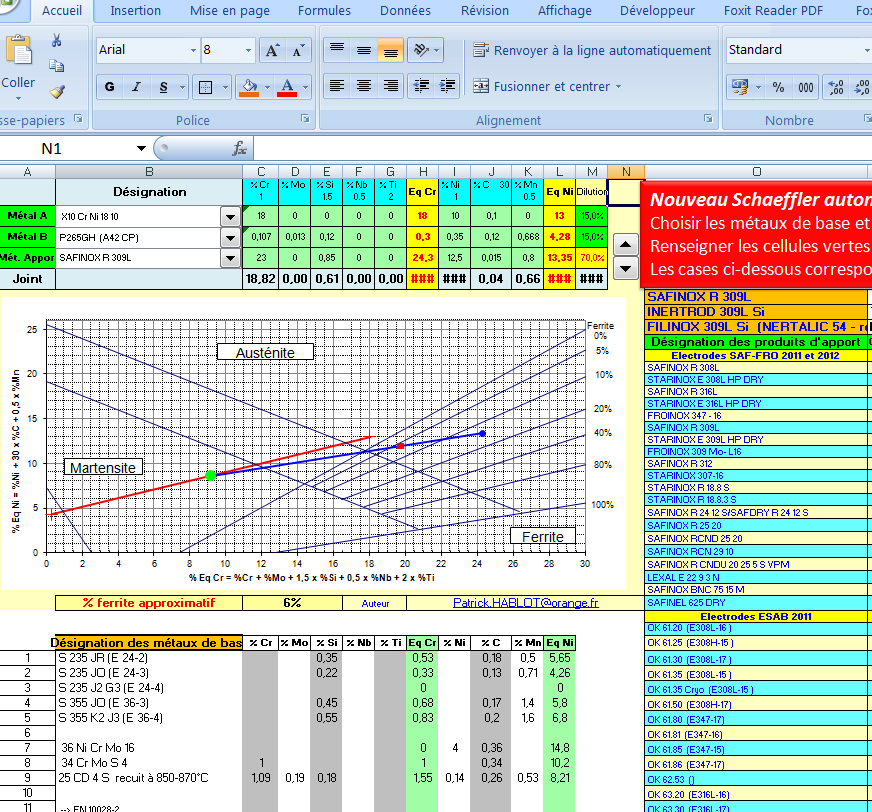 Accueil Insertion Mise en page Formules Données Révision Affichage Développeur Foxit Reader PDF Fo
Arial 8 A A Renvoyer à la ligne automatiquement Standard
Coller G I S A Fusionner et centrer % 000
sse-papiers Police Alignement Nombre
N1 fx
A B C D E F G H I J K L M N O
Désignation % Cr 1 % Mo % Si 1.5 % Nb 0.5 % Ti 2 Eq Cr % Ni 1 % C 30 % Mn 0.5 Eq Ni Dilution
Métal A X10 Cr Ni 18 10 18 0 0 0 0 18 10 0,1 0 13 15,0%
Métal B P265GH (A42 CP) 0,107 0,013 0,12 0 0 0,3 0,35 0,12 0,668 4,28 15,0%
Mét. Appor SAFINOX R 309L 23 0 0,85 0 0 24,3 12,5 0,015 0,8 13,35 70,0%
Joint 18,82 0,00 0,61 0,00 0,00 ### ### 0,04 0,66 ### ###
Nouveau Schaeffler autom
Choisir les métaux de base et
Renseigner les cellules vertes
Les cases ci-dessous correspo
% Eq Ni = %Ni + 30 x %C + 0,5 x %Mn
25
20
15
10
5
0
0 2 4 6 8 10 12 14 16 18 20 22 24 26 28 30
% Eq Cr = %Cr + %Mo + 1,5 x %Si + 0,5 x %Nb + 2 x %Ti
Austénite
Martensite
Ferrite
Ferrite
0%
5%
10%
20%
40%
80%
100%
% ferrite approximatif 6% Auteur Patrick.HABLOT@orange.fr
Désignation des métaux de bas % Cr % Mo % Si % Nb % Ti Eq Cr % Ni % C % Mn Eq Ni
1 S 235 JR (E 24-2) 0,35 0,53 0,18 0,5 5,65
2 S 235 JO (E 24-3) 0,22 0,33 0,13 0,71 4,26
3 S 235 J2 G3 (E 24-4) 0 0
4 S 355 JO (E 36-3) 0,45 0,68 0,17 1,4 5,8
5 S 355 K2 J3 (E 36-4) 0,55 0,83 0,2 1,6 6,8
6
7 36 Ni Cr Mo 16 0 4 0,36 14,8
8 34 Cr Mo S 4 1 1 0,34 10,2
9 25 CD 4 S recuit à 850-870°C 1,09 0,19 0,18 1,55 0,14 0,26 0,53 8,21
10
11 --> EN 10028-2
SAFINOX R 309L
INERTROD 309L Si
FILINOX 309L Si (NERTALIC 54 - r
Désignation des produits d'apport
Electrodes SAF-FRO 2011 et 2012
SAFINOX R 308L
STARINOX E 308L HP DRY
SAFINOX R 316L
STARINOX E 316L HP DRY
FROINOX 347 - 16
SAFINOX R 309L
STARINOX E 309L HP DRY
FROINOX 309 Mo- L16
SAFINOX R 312
STARINOX 307-16
STARINOX R 18.8 S
STARINOX R 18.8.3 S
SAFINOX R 24 12 S/SAFDRY R 24 12 S
SAFINOX R 25 20
SAFINOX RCND 25 20
SAFINOX RCN 29 10
SAFINOX R CNDU 20 25 5 S VPM
LEXAL E 22 9 3 N
SAFINOX BNC 75 15 M
SAFINEL 625 DRY
Electrodes ESAB 2011
OK 61.20 (E308L-16 )
OK 61.25 (E308H-15 )
OK 61.30 (E308L-17 )
OK 61.35 (E308L-15 )
OK 61.35 Cryo (E308L-15 )
OK 61.50 (E308H-17)
OK 61.80 (E347-17)
OK 61.81 (E347-16)
OK 61.85 (E347-15)
OK 61.86 (E347-17)
OK 62.53 ()
OK 63.20 (E316L-16)
OK 63.30 (E316L-17)